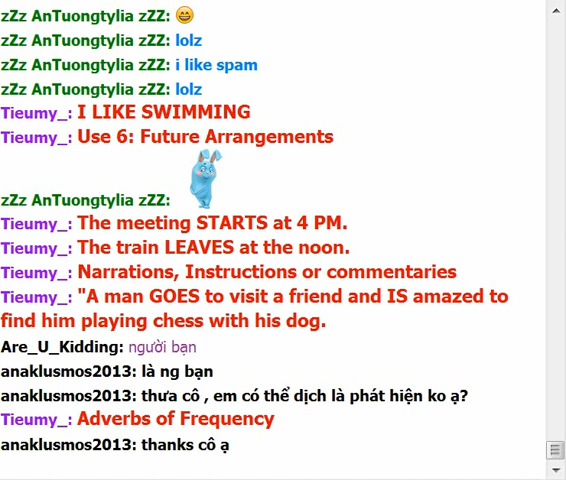 zZz AnTuongtylia zZZ: 😄
zZz AnTuongtylia zZZ: lolz
zZz AnTuongtylia zZZ: i like spam
zZz AnTuongtylia zZZ: lolz
Tieumy_: I LIKE SWIMMING
Tieumy_: Use 6: Future Arrangements
zZz AnTuongtylia zZZ:
Tieumy_: The meeting STARTS at 4 PM.
Tieumy_: The train LEAVES at the noon.
Tieumy_: Narrations, Instructions or commentaries
Tieumy_: "A man GOES to visit a friend and IS amazed to
find him playing chess with his dog.
Are_U_Kidding: người bạn
anaklusmos2013: là ng bạn
anaklusmos2013: thưa cô , em có thể dịch là phát hiện ko ạ?
Tieumy_: Adverbs of Frequency
anaklusmos2013: thanks cô ạ